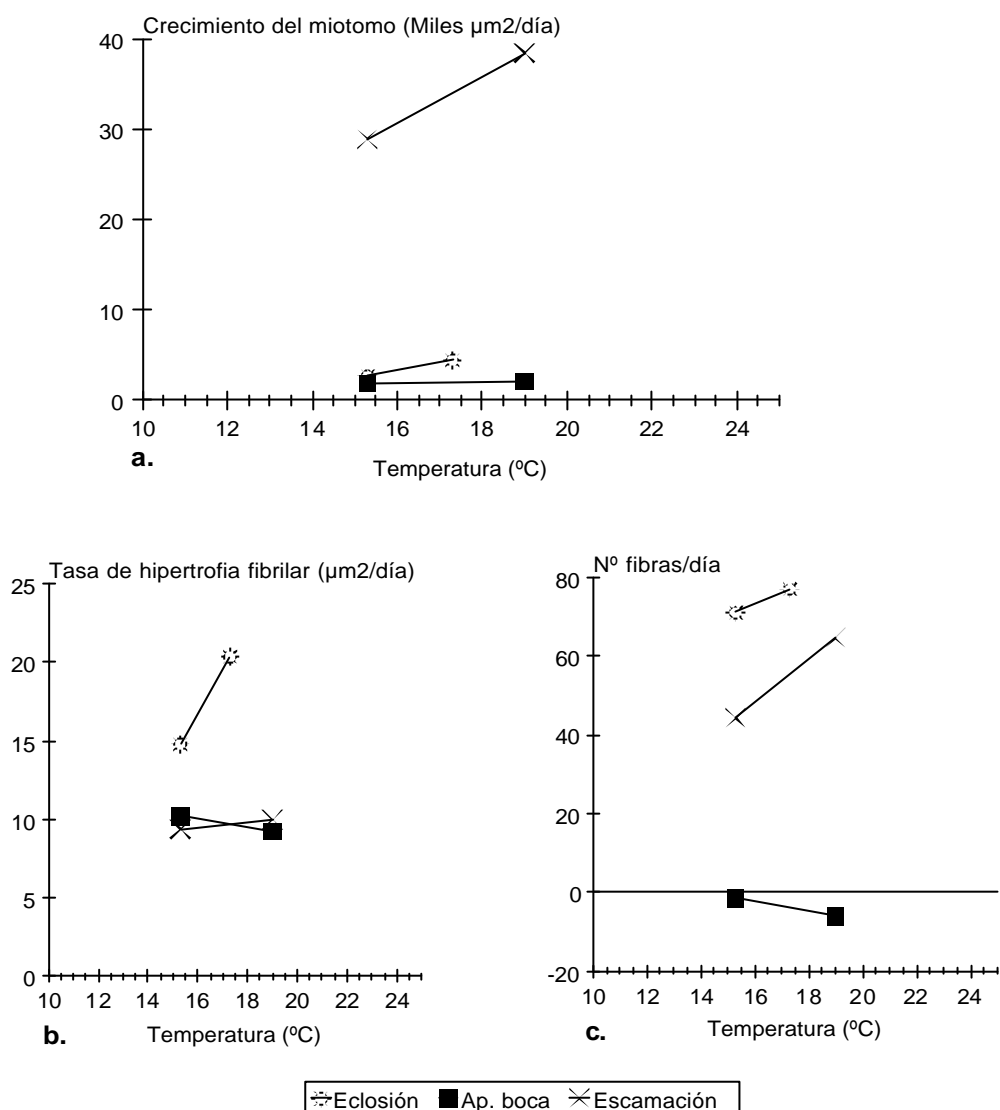 Crecimiento del miotomo (Miles µm2/día)
40
30
20
10
0
10 12 14 16 18 20 22 24
a.
Temperatura (ºC)
Tasa de hipertrofia fibrilar (µm2/día)
25
20
15
10
5
0
10 12 14 16 18 20 22 24
b.
Temperatura (ºC)
Nº fibras/día
80
60
40
20
0
-20
10 12 14 16 18 20 22 24
c.
Temperatura (ºC)
Eclosión Ap. boca Escamación